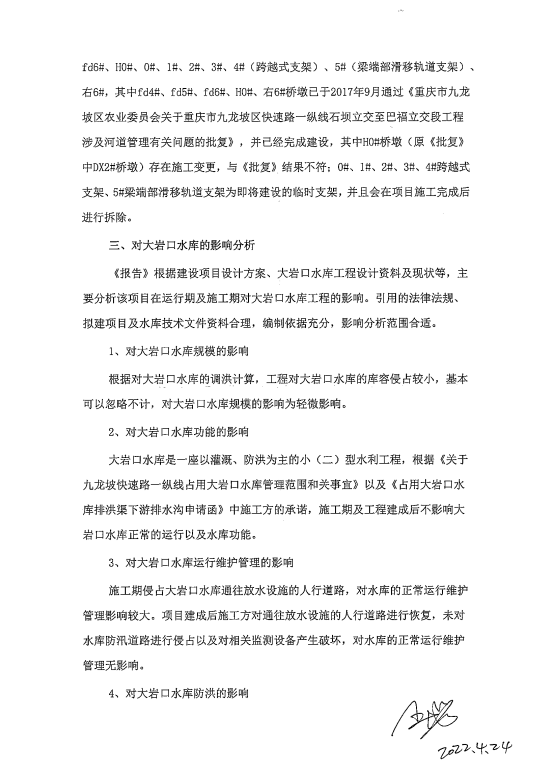 fd6#、H0#、0#、1#、2#、3#、4#（跨越式支架）、5#（梁端部滑移轨道支架）、
右6#，其中fd4#、fd5#、fd6#、H0#、右6#桥墩已于2017年9月通过《重庆市九龙
坡区农业委员会关于重庆市九龙坡区快速路一纵线石坝立交至巴福立交段工程
涉及河道管理有关问题的批复》，并已经完成建设，其中H0#桥墩（原《批复》
中DX2#桥墩）存在施工变更，与《批复》结果不符；0#、1#、2#、3#、4#跨越式
支架、5#梁端部滑移轨道支架为即将建设的临时支架，并且会在项目施工完成后
进行拆除。
三、对大岩口水库的影响分析
《报告》根据建设项目设计方案、大岩口水库工程设计资料及现状等，主
要分析该项目在运行期及施工期对大岩口水库工程的影响。引用的法律法规、
拟建项目及水库技术文件资料合理，编制依据充分，影响分析范围合适。
1、对大岩口水库规模的影响
根据对大岩口水库的调洪计算，工程对大岩口水库的库容侵占较小，基本
可以忽略不计，对大岩口水库规模的影响为轻微影响。
2、对大岩口水库功能的影响
大岩口水库是一座以灌溉、防洪为主的小（二）型水利工程，根据《关于
九龙坡快速路一纵线占用大岩口水库管理范围和关事宜》以及《占用大岩口水
库排洪渠下游排水沟申请函》中施工方的承诺，施工期及工程建成后不影响大
岩口水库正常的运行以及水库功能。
3、对大岩口水库运行维护管理的影响
施工期侵占大岩口水库通往放水设施的人行道路，对水库的正常运行维护
管理影响较大。项目建成后施工方对通往放水设施的人行道路进行恢复，未对
水库防汛道路进行侵占以及对相关监测设备产生破坏，对水库的正常运行维护
管理无影响。
4、对大岩口水库防洪的影响
2022.4.24